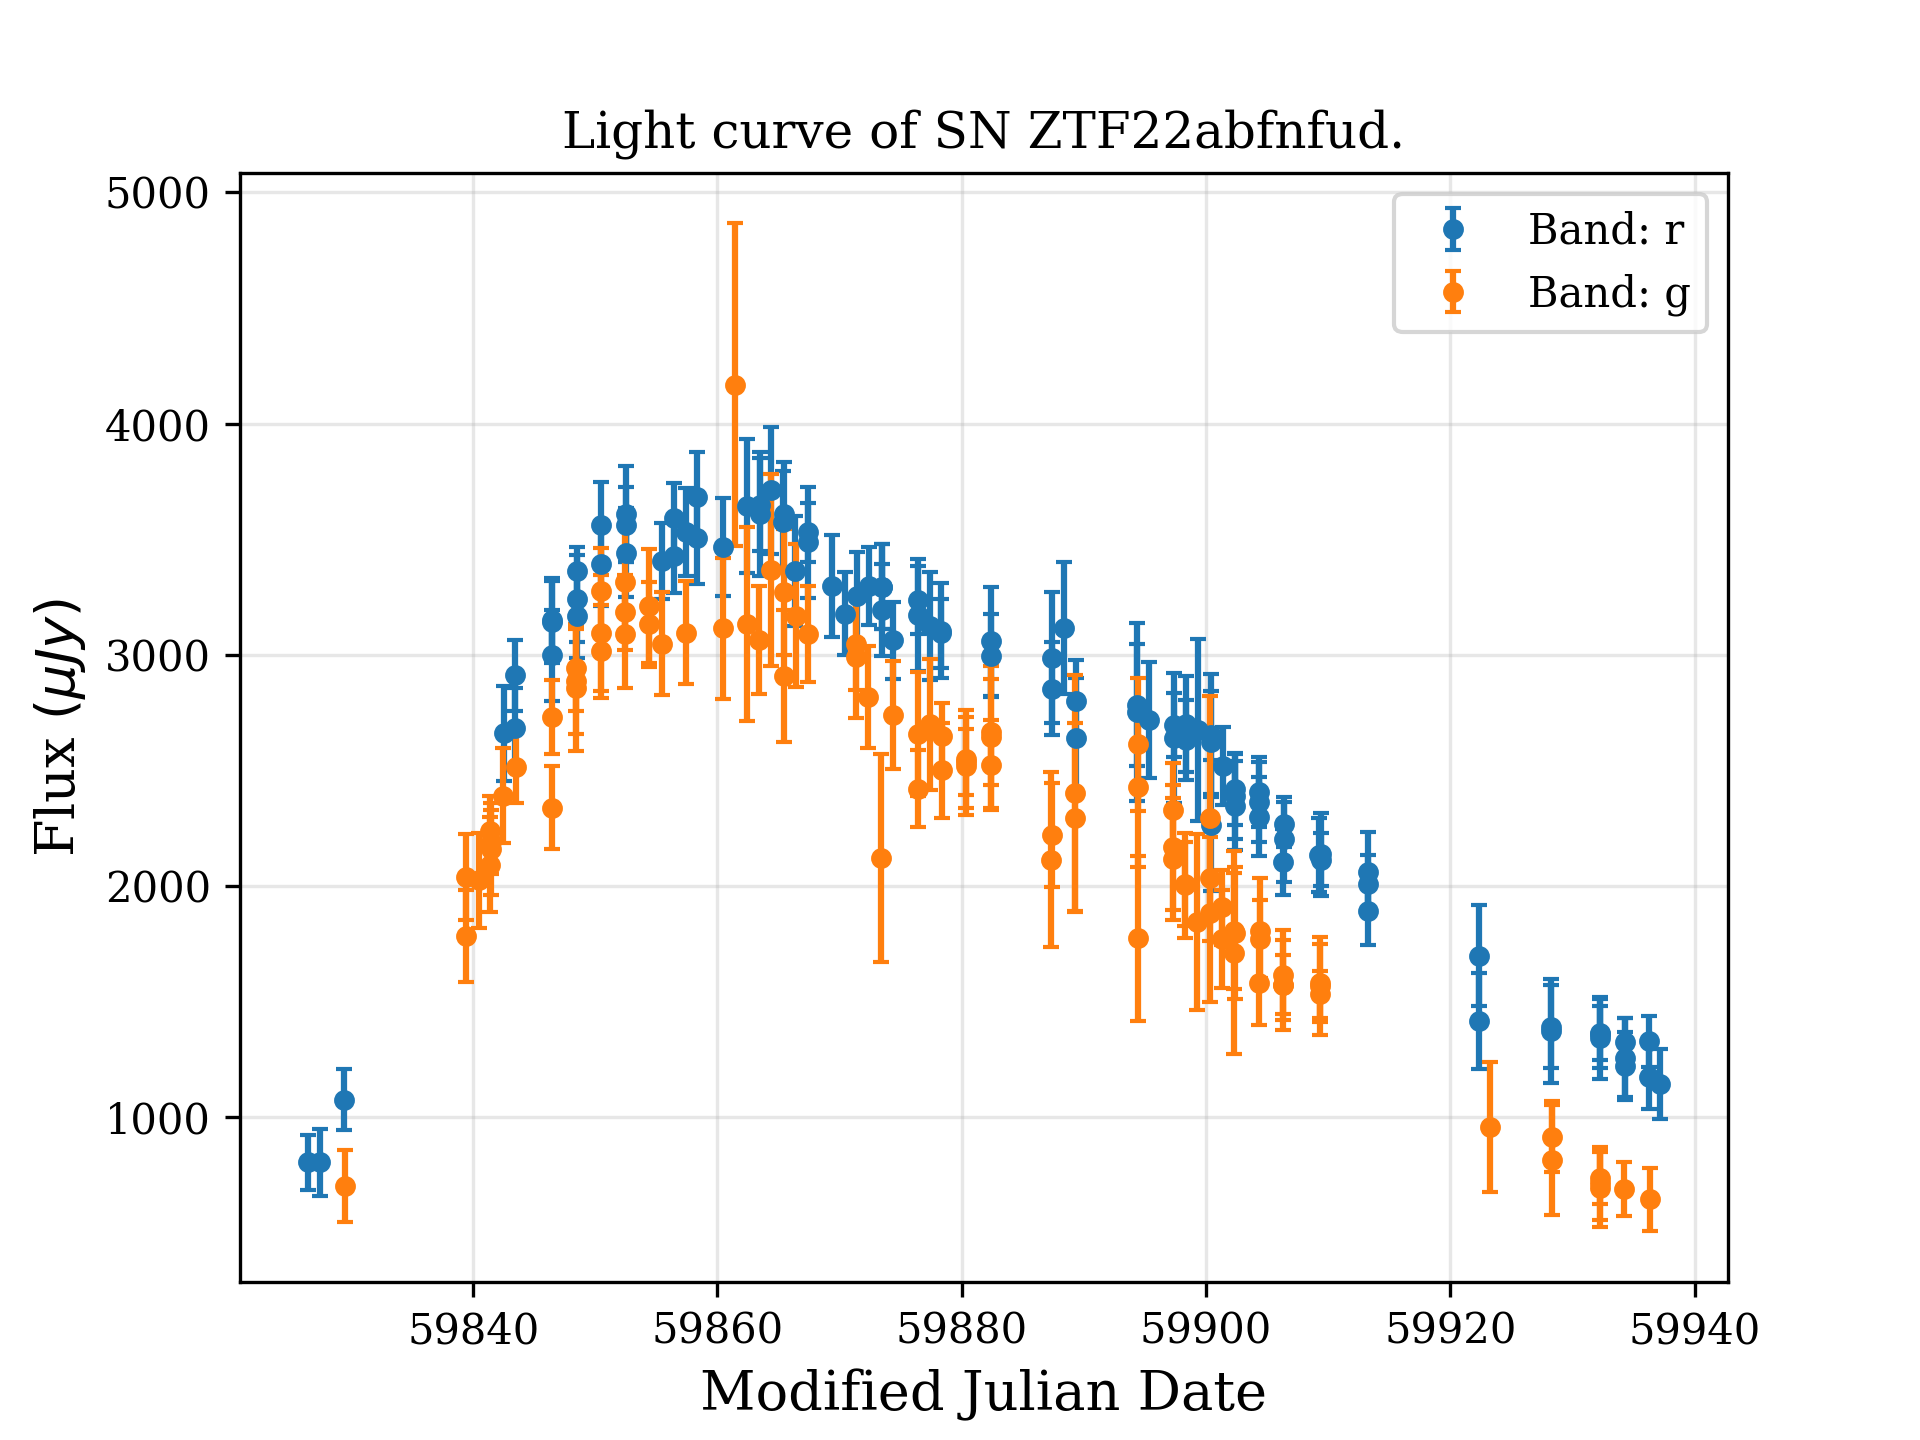 Light curve of SN ZTF22abfnfud.
5000
4000
3000
2000
1000
Flux (μJy)
Band: r
Band: g
59840 59860 59880 59900 59920 59940
Modified Julian Date